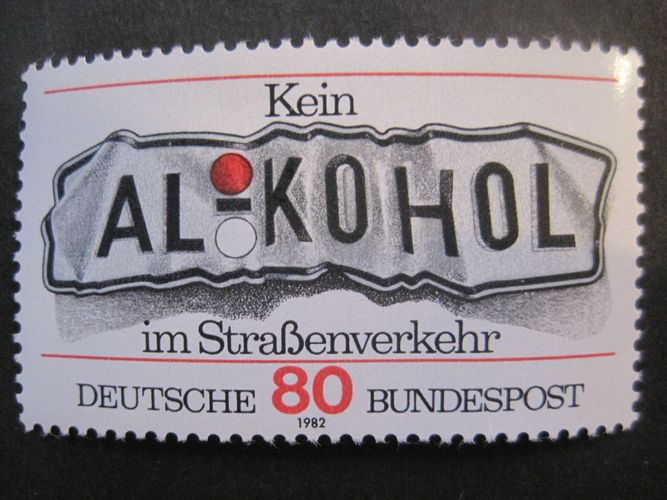 Kein
AL-KOHOL
im Straßenverkehr
DEUTSCHE 80 BUNDESPOST
1982